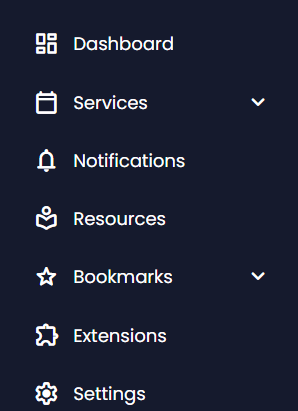 Dashboard
Services
Notifications
Resources
Bookmarks
Extensions
Settings